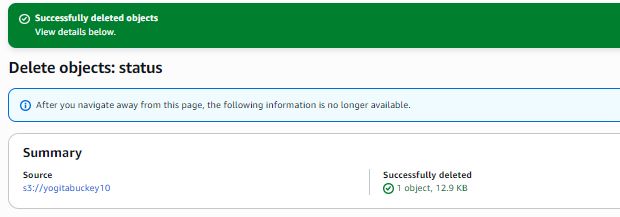 Successfully deleted objects
View details below.
Delete objects: status
After you navigate away from this page, the following information is no longer available.
Summary
Source
s3://yogitabuckey10
Successfully deleted
1 object, 12.9 KB